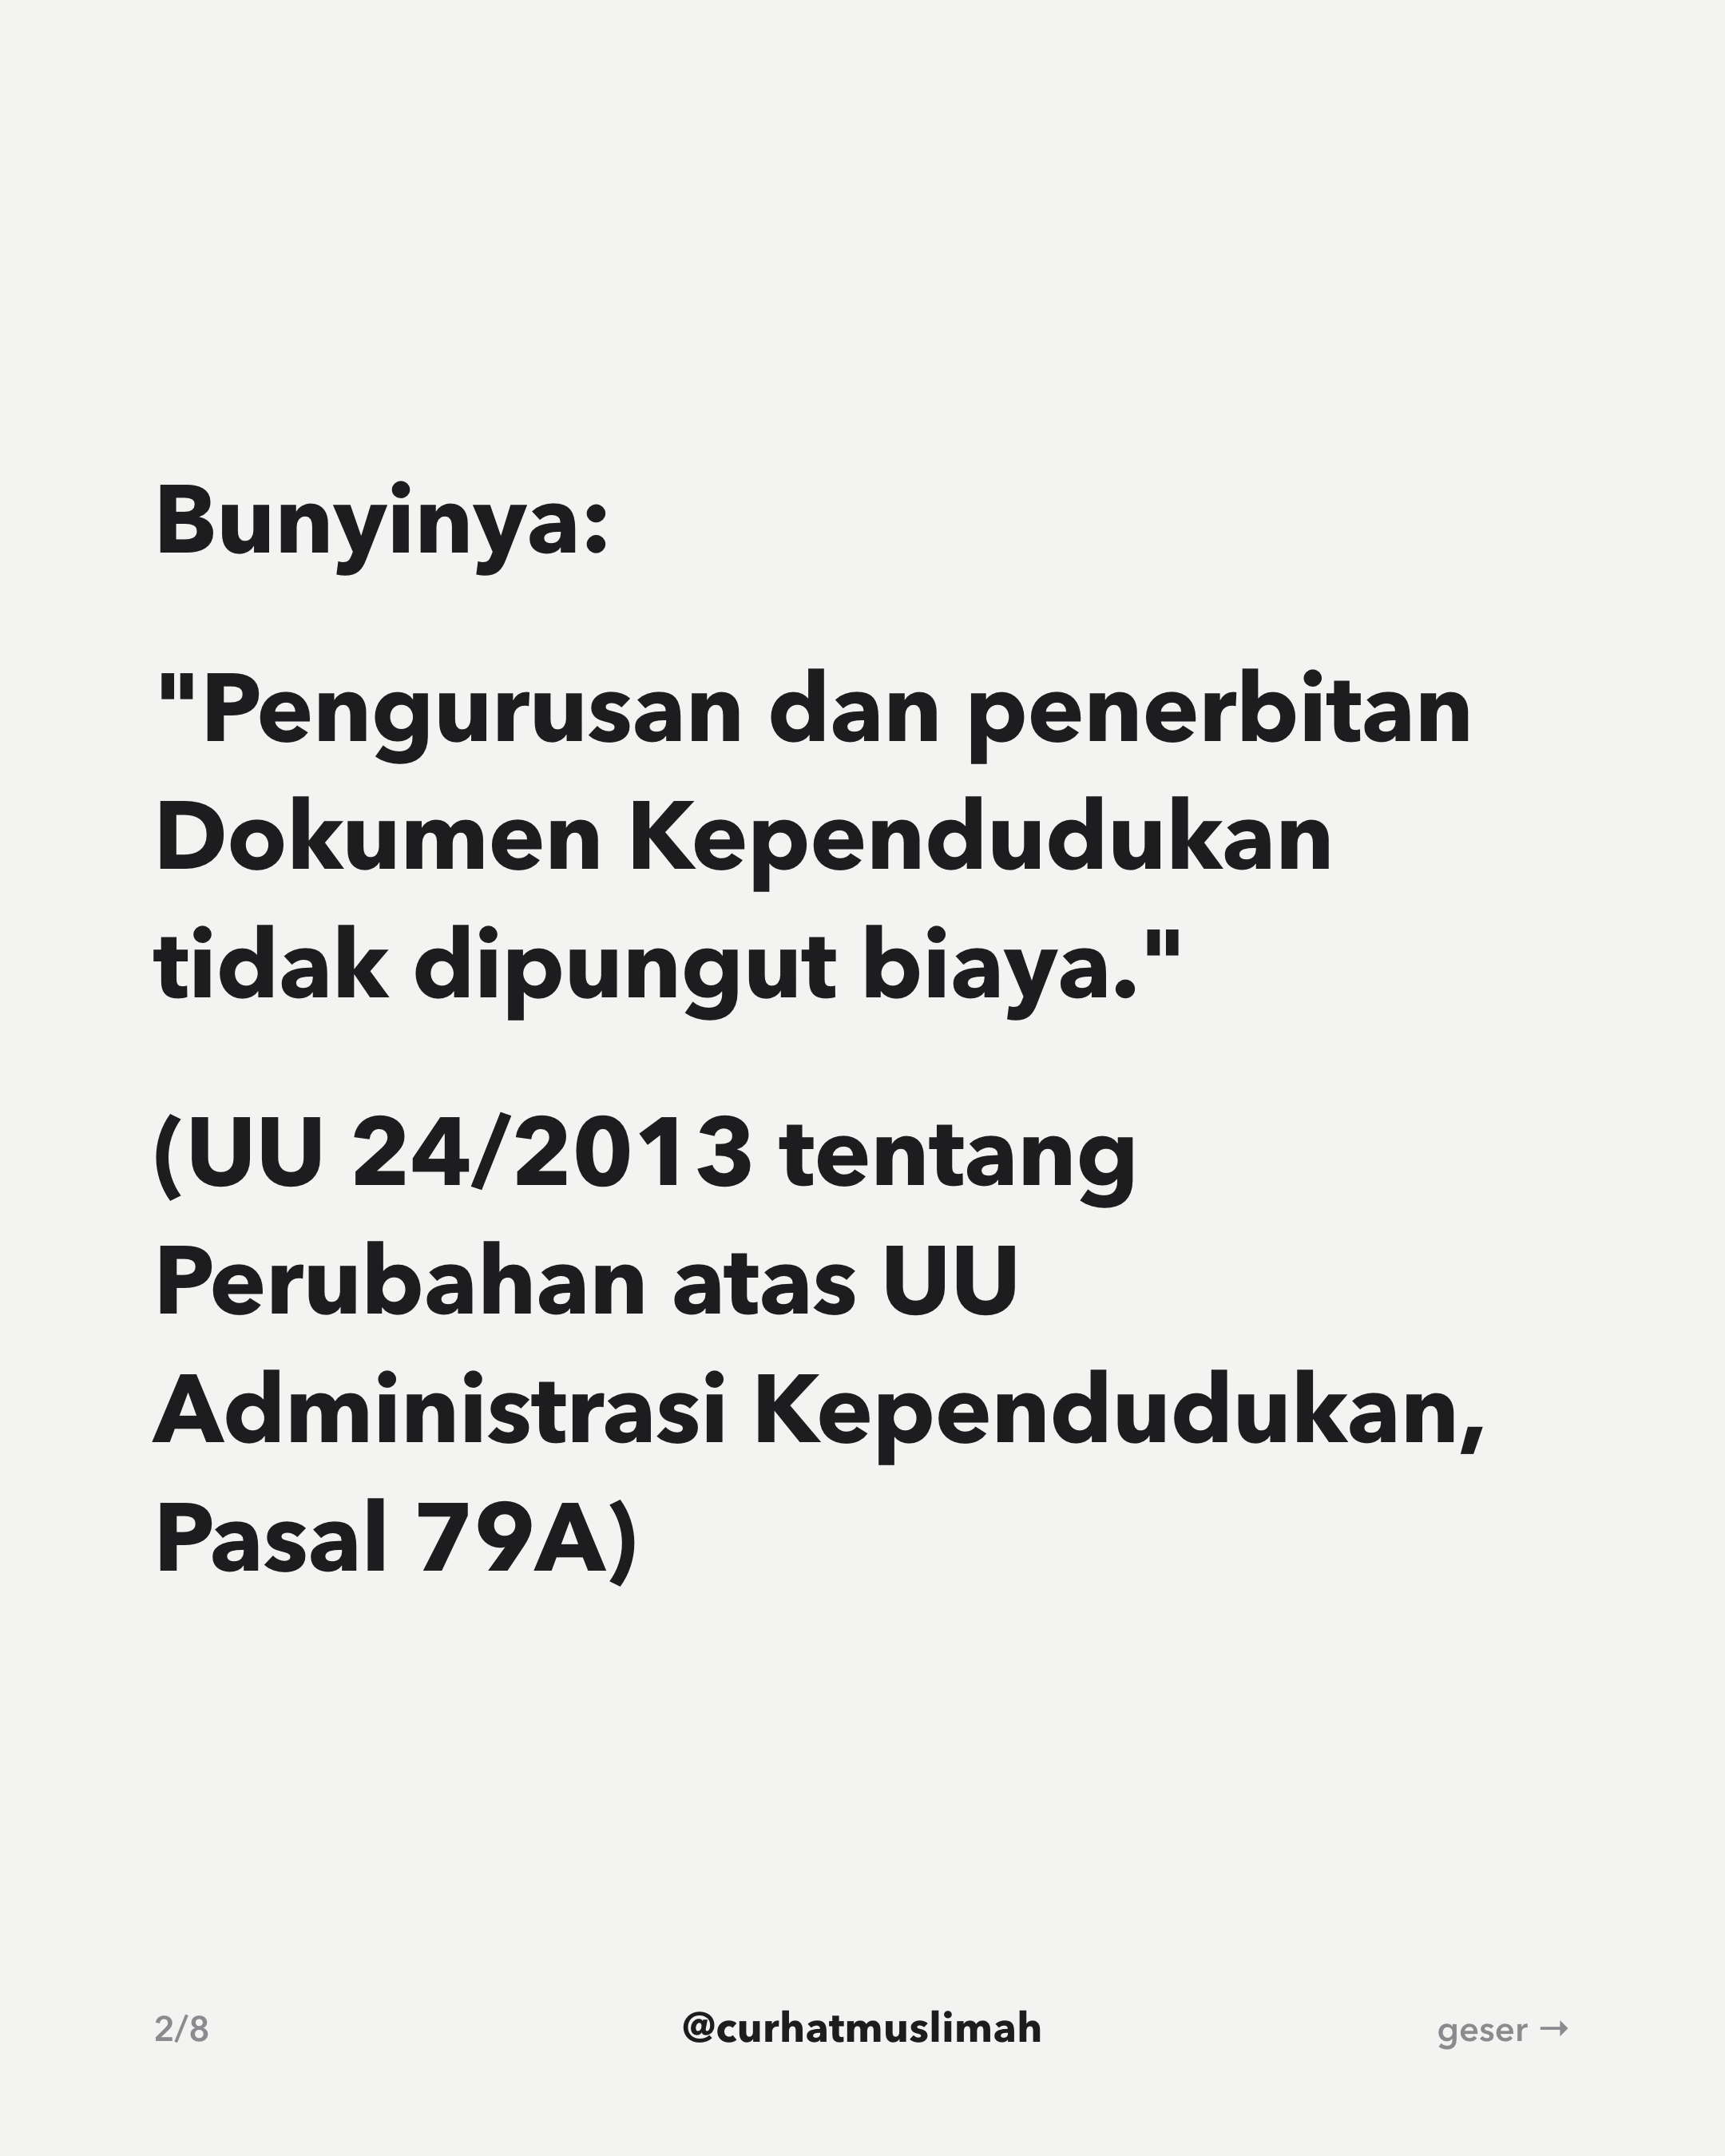 Bunyinya:
"Pengurusan dan penerbitan
Dokumen Kependudukan
tidak dipungut biaya."
(UU 24/2013 tentang
Perubahan atas UU
Administrasi Kependudukan,
Pasal 79A)
2/8
@curhatmuslimah
geser →